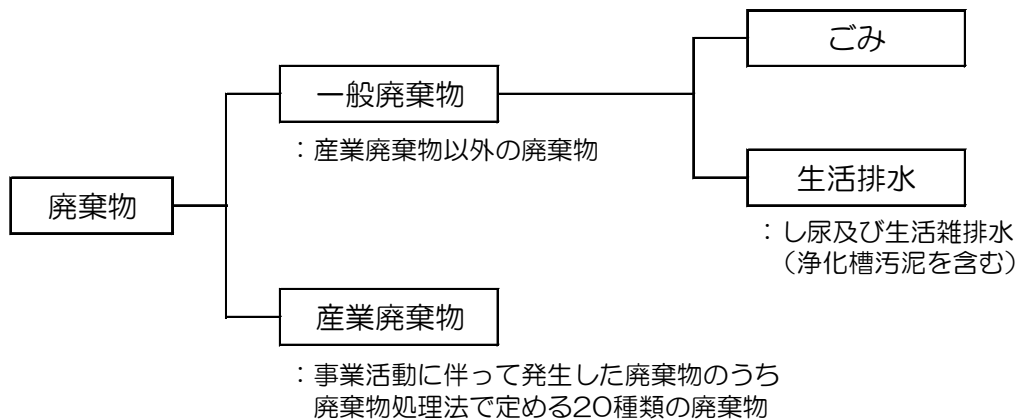 廃棄物
一般廃棄物
：産業廃棄物以外の廃棄物
ごみ
生活排水
：し尿及び生活雑排水
（浄化槽汚泥を含む）
産業廃棄物
：事業活動に伴って発生した廃棄物のうち
廃棄物処理法で定める20種類の廃棄物